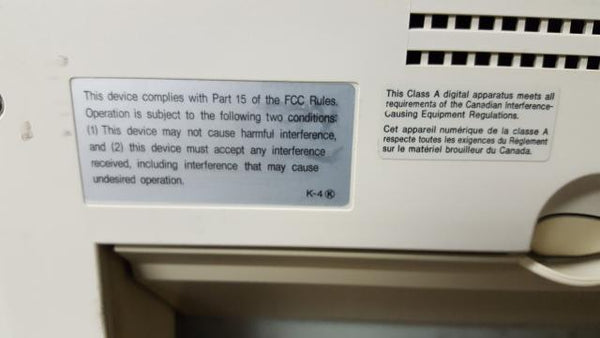 This device complies with Part 15 of the FCC Rules.
Operation is subject to the following two conditions:
(1) This device may not cause harmful interference,
and (2) this device must accept any interference
received, including interference that may cause
undesired operation.
K-4 Ⓚ
This Class A digital apparatus meets all
requirements of the Canadian Interference-
Causing Equipment Regulations.
Cet appareil numérique de la classe A
respecte toutes les exigences du Règlement
sur le matériel brouilleur du Canada.